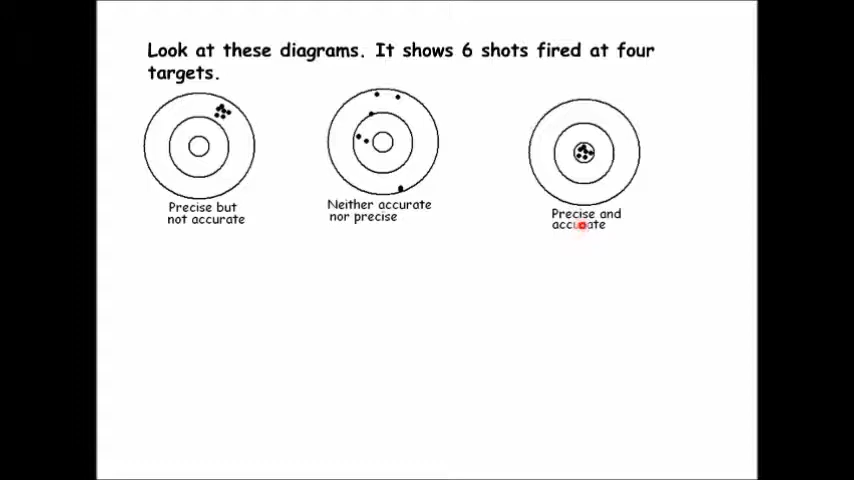 Look at these diagrams. It shows 6 shots fired at four
targets.
Precise but
not accurate
Neither accurate
nor precise
Precise and
accurate